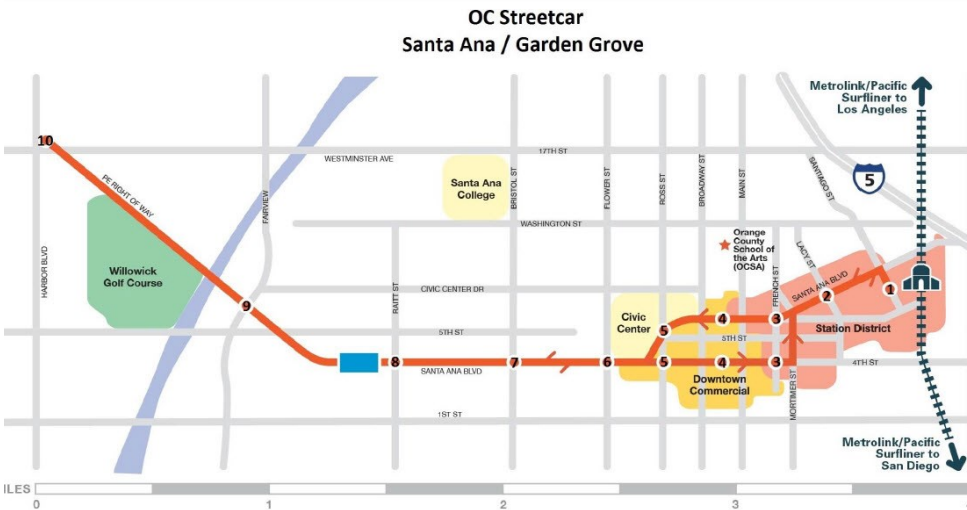 OC Streetcar
Santa Ana / Garden Grove
Metrolink/Pacific
Surfliner to
Los Angeles
10
WESTMINSTER AVE
17TH ST
5
PE RIGHT OF WAY
FAIRVIEW
Santa Ana
College
BRISTOL ST
FLOWER ST
ROSS ST
BROADWAY ST
MAIN ST
SANTIAGO ST
WASHINGTON ST
HARBOR BLVD
Willowick
Golf Course
Orange
County
School of
the Arts
(OCSA)
LACY ST
FRENCH ST
SANTA ANA BLVD
RAITT ST
CIVIC CENTER DR
9
Civic
Center
4
3
2
1
5
5TH ST
5TH ST
Station District
8
SANTA ANA BLVD
7
6
5
4
3
4TH ST
Downtown
Commercial
MORTIMER ST
1ST ST
Metrolink/Pacific
Surfliner to
San Diego
ILES
0
1
2
3